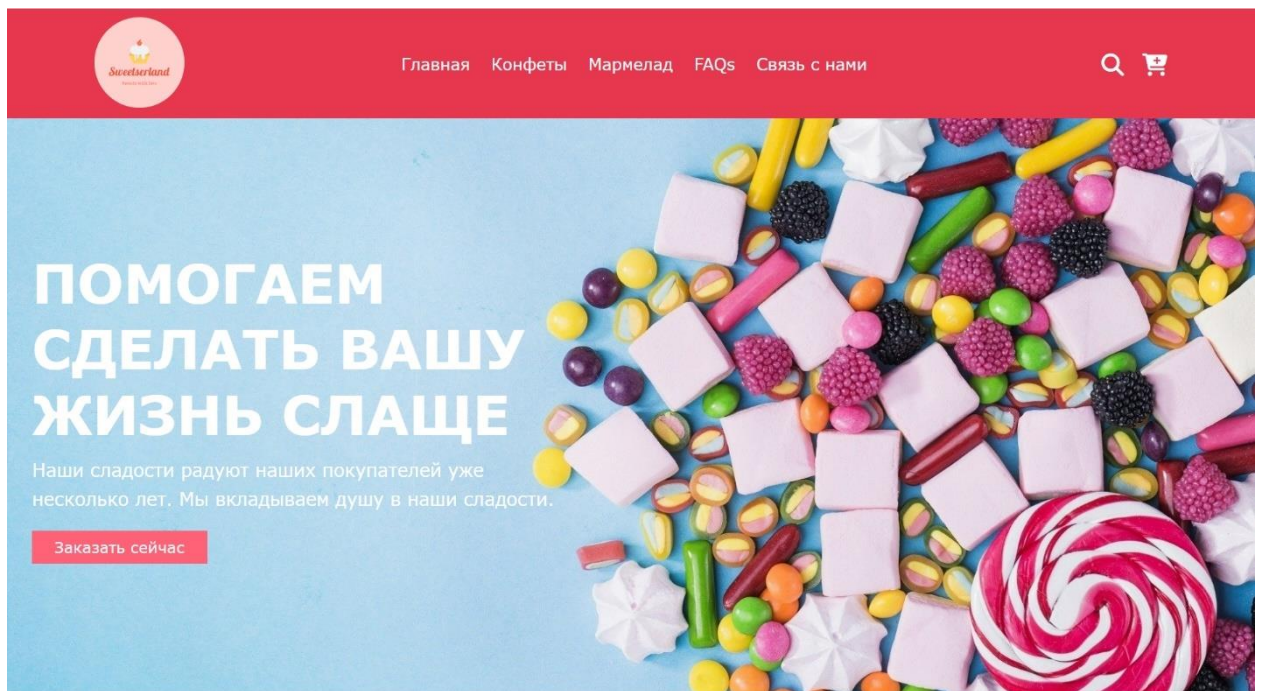 Sweetserland
Главная Конфеты Мармелад FAQs Связь с нами
ПОМОГАЕМ
СДЕЛАТЬ ВАШУ
ЖИЗНЬ СЛАЩЕ
Наши сладости радуют наших покупателей уже
несколько лет. Мы вкладываем душу в наши сладости.
Заказать сейчас